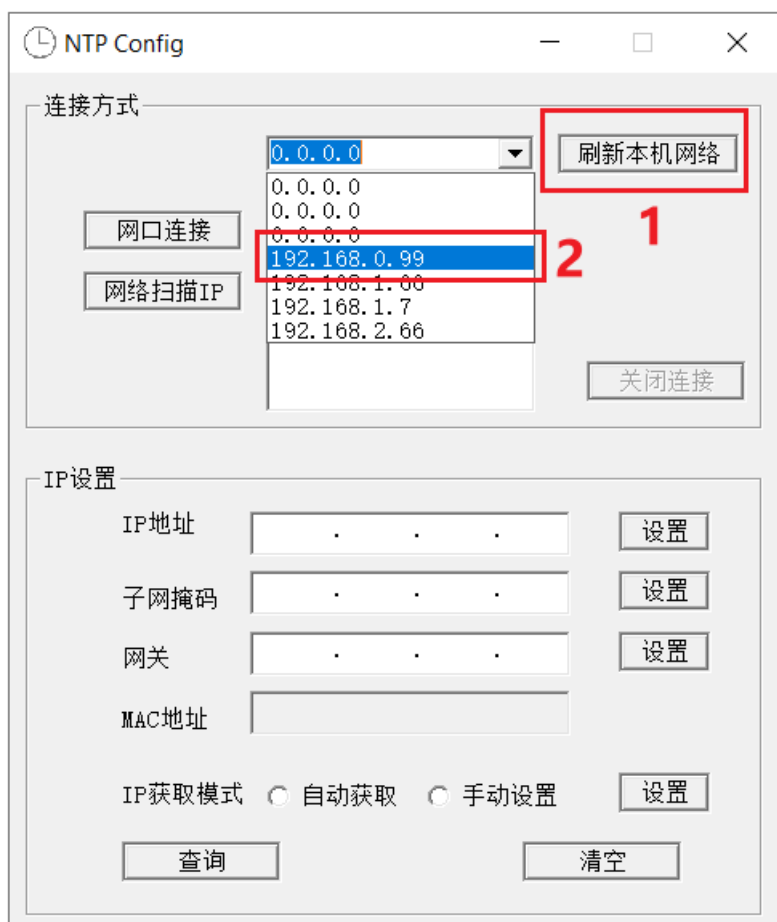 NTP Config
连接方式
0.0.0.0
刷新本机网络
1
0.0.0.0
0.0.0.0
0.0.0.0
网口连接
192.168.0.99
2
网络扫描IP
192.168.1.7
192.168.2.66
关闭连接
IP设置
IP地址 . . . 设置
子网掩码 . . . 设置
网关 . . . 设置
MAC地址
IP获取模式 自动获取 手动设置 设置
查询 清空